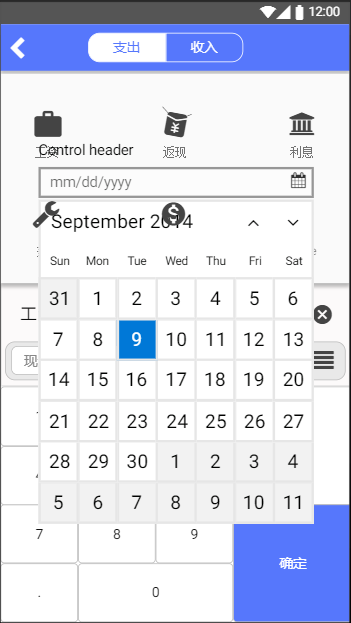 12:00
支出 收入
工资 返现 利息
Control header
mm/dd/yyyy
September 2014
Sun Mon Tue Wed Thu Fri Sat
31 1 2 3 4 5 6
7 8 9 10 11 12 13
14 15 16 17 18 19 20
21 22 23 24 25 26 27
28 29 30 1 2 3 4
5 6 7 8 9 10 11
工
现
7 8 9
确定
. 0